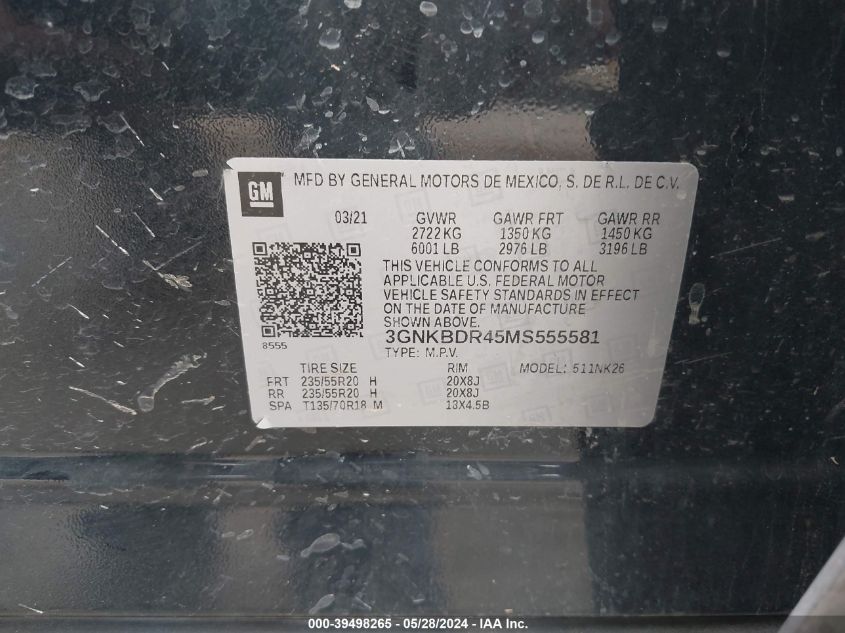 GM MFD BY GENERAL MOTORS DE MEXICO, S. DE R.L. DE C.V.
03/21 GVWR GAWR FRT GAWR RR
2722 KG 1350 KG 1450 KG
6001 LB 2976 LB 3196 LB
THIS VEHICLE CONFORMS TO ALL
APPLICABLE U.S. FEDERAL MOTOR
VEHICLE SAFETY STANDARDS IN EFFECT
ON THE DATE OF MANUFACTURE
SHOWN ABOVE.
8555 3GNKBDR45MS555581
TYPE: M.P.V.
TIRE SIZE RIM MODEL: 511NK26
FRT 235/55R20 H 20X8J
RR 235/55R20 H 20X8J
SPA T135/70R18 M 18X4.5B
000-39498265 - 05/28/2024 - IAA Inc.